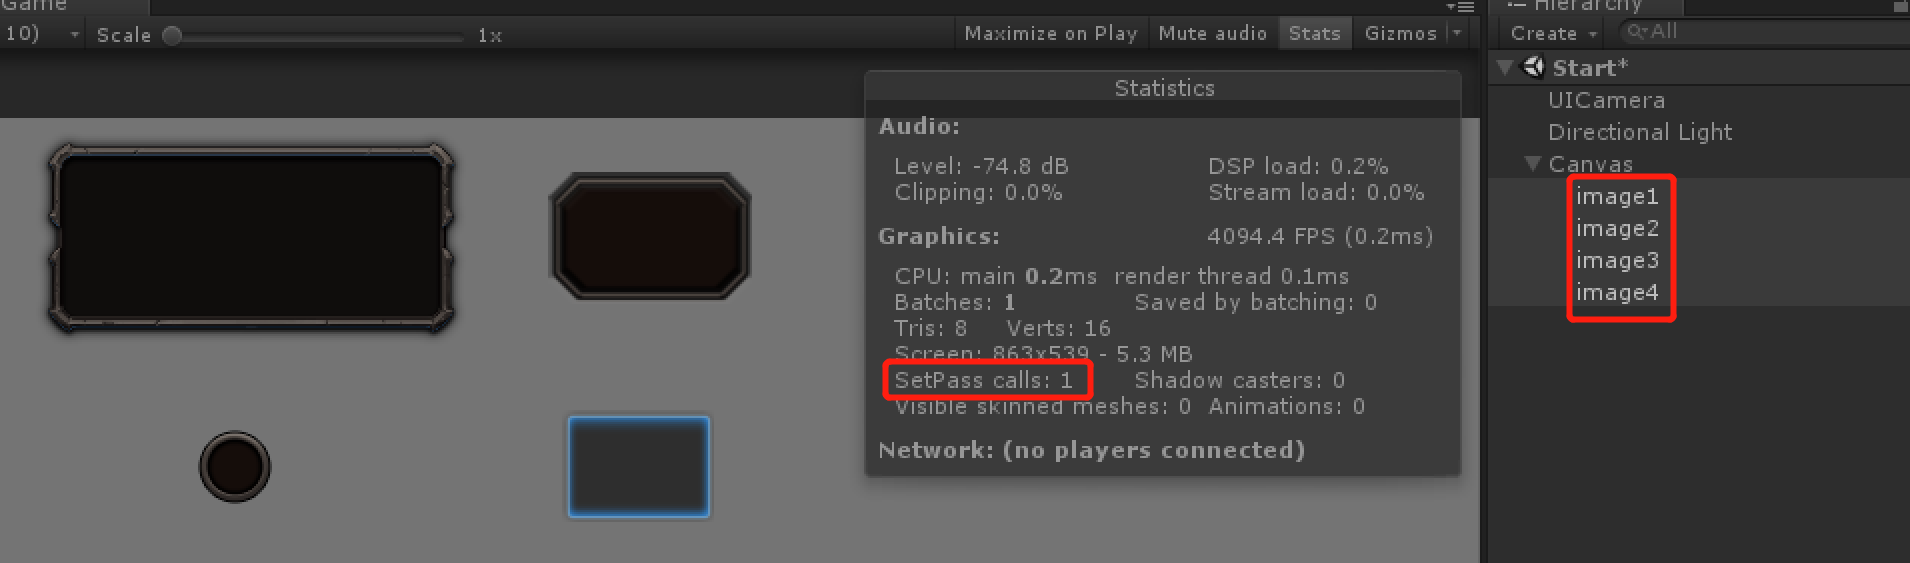 Game
Hierarchy
10) Scale 1x Maximize on Play Mute audio Stats Gizmos
Create All
Start*
UICamera
Directional Light
Canvas
image1
image2
image3
image4
Statistics
Audio:
Level: -74.8 dB DSP load: 0.2%
Clipping: 0.0% Stream load: 0.0%
Graphics: 4094.4 FPS (0.2ms)
CPU: main 0.2ms render thread 0.1ms
Batches: 1 Saved by batching: 0
Tris: 8 Verts: 16
Screen: 863x539 - 5.3 MB
SetPass calls: 1 Shadow casters: 0
Visible skinned meshes: 0 Animations: 0
Network: (no players connected)